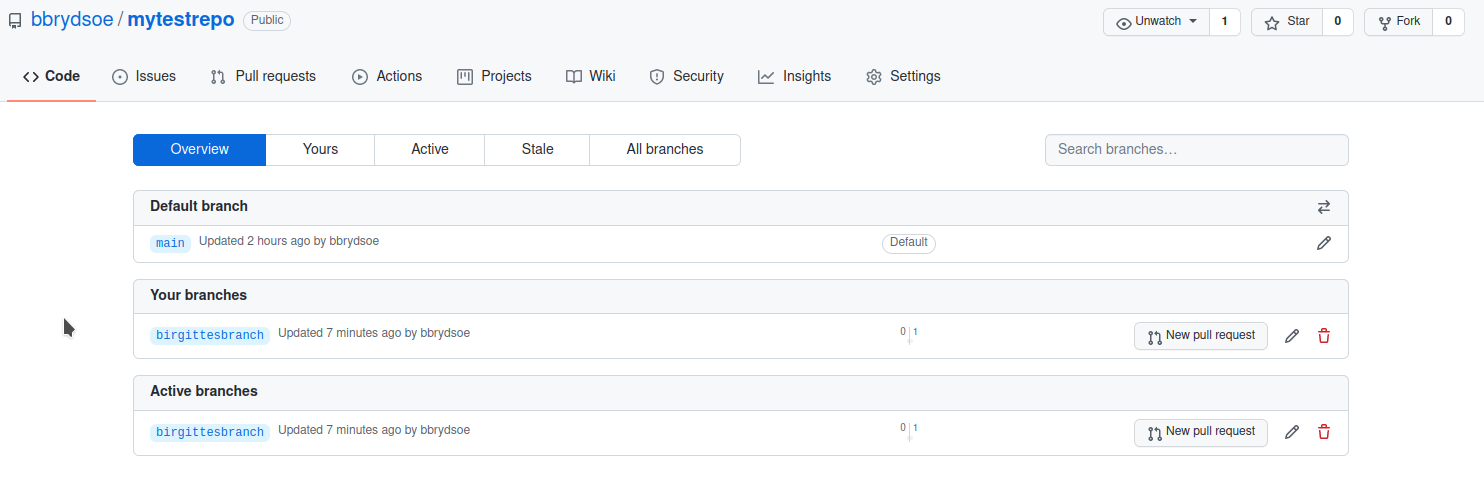 bbrydsoe / mytestrepo Public Unwatch 1 Star 0 Fork 0
Code Issues Pull requests Actions Projects Wiki Security Insights Settings
Overview Yours Active Stale All branches Search branches...
Default branch
main Updated 2 hours ago by bbrydsoe Default
Your branches
birgittesbranch Updated 7 minutes ago by bbrydsoe 0 1 New pull request
Active branches
birgittesbranch Updated 7 minutes ago by bbrydsoe 0 1 New pull request